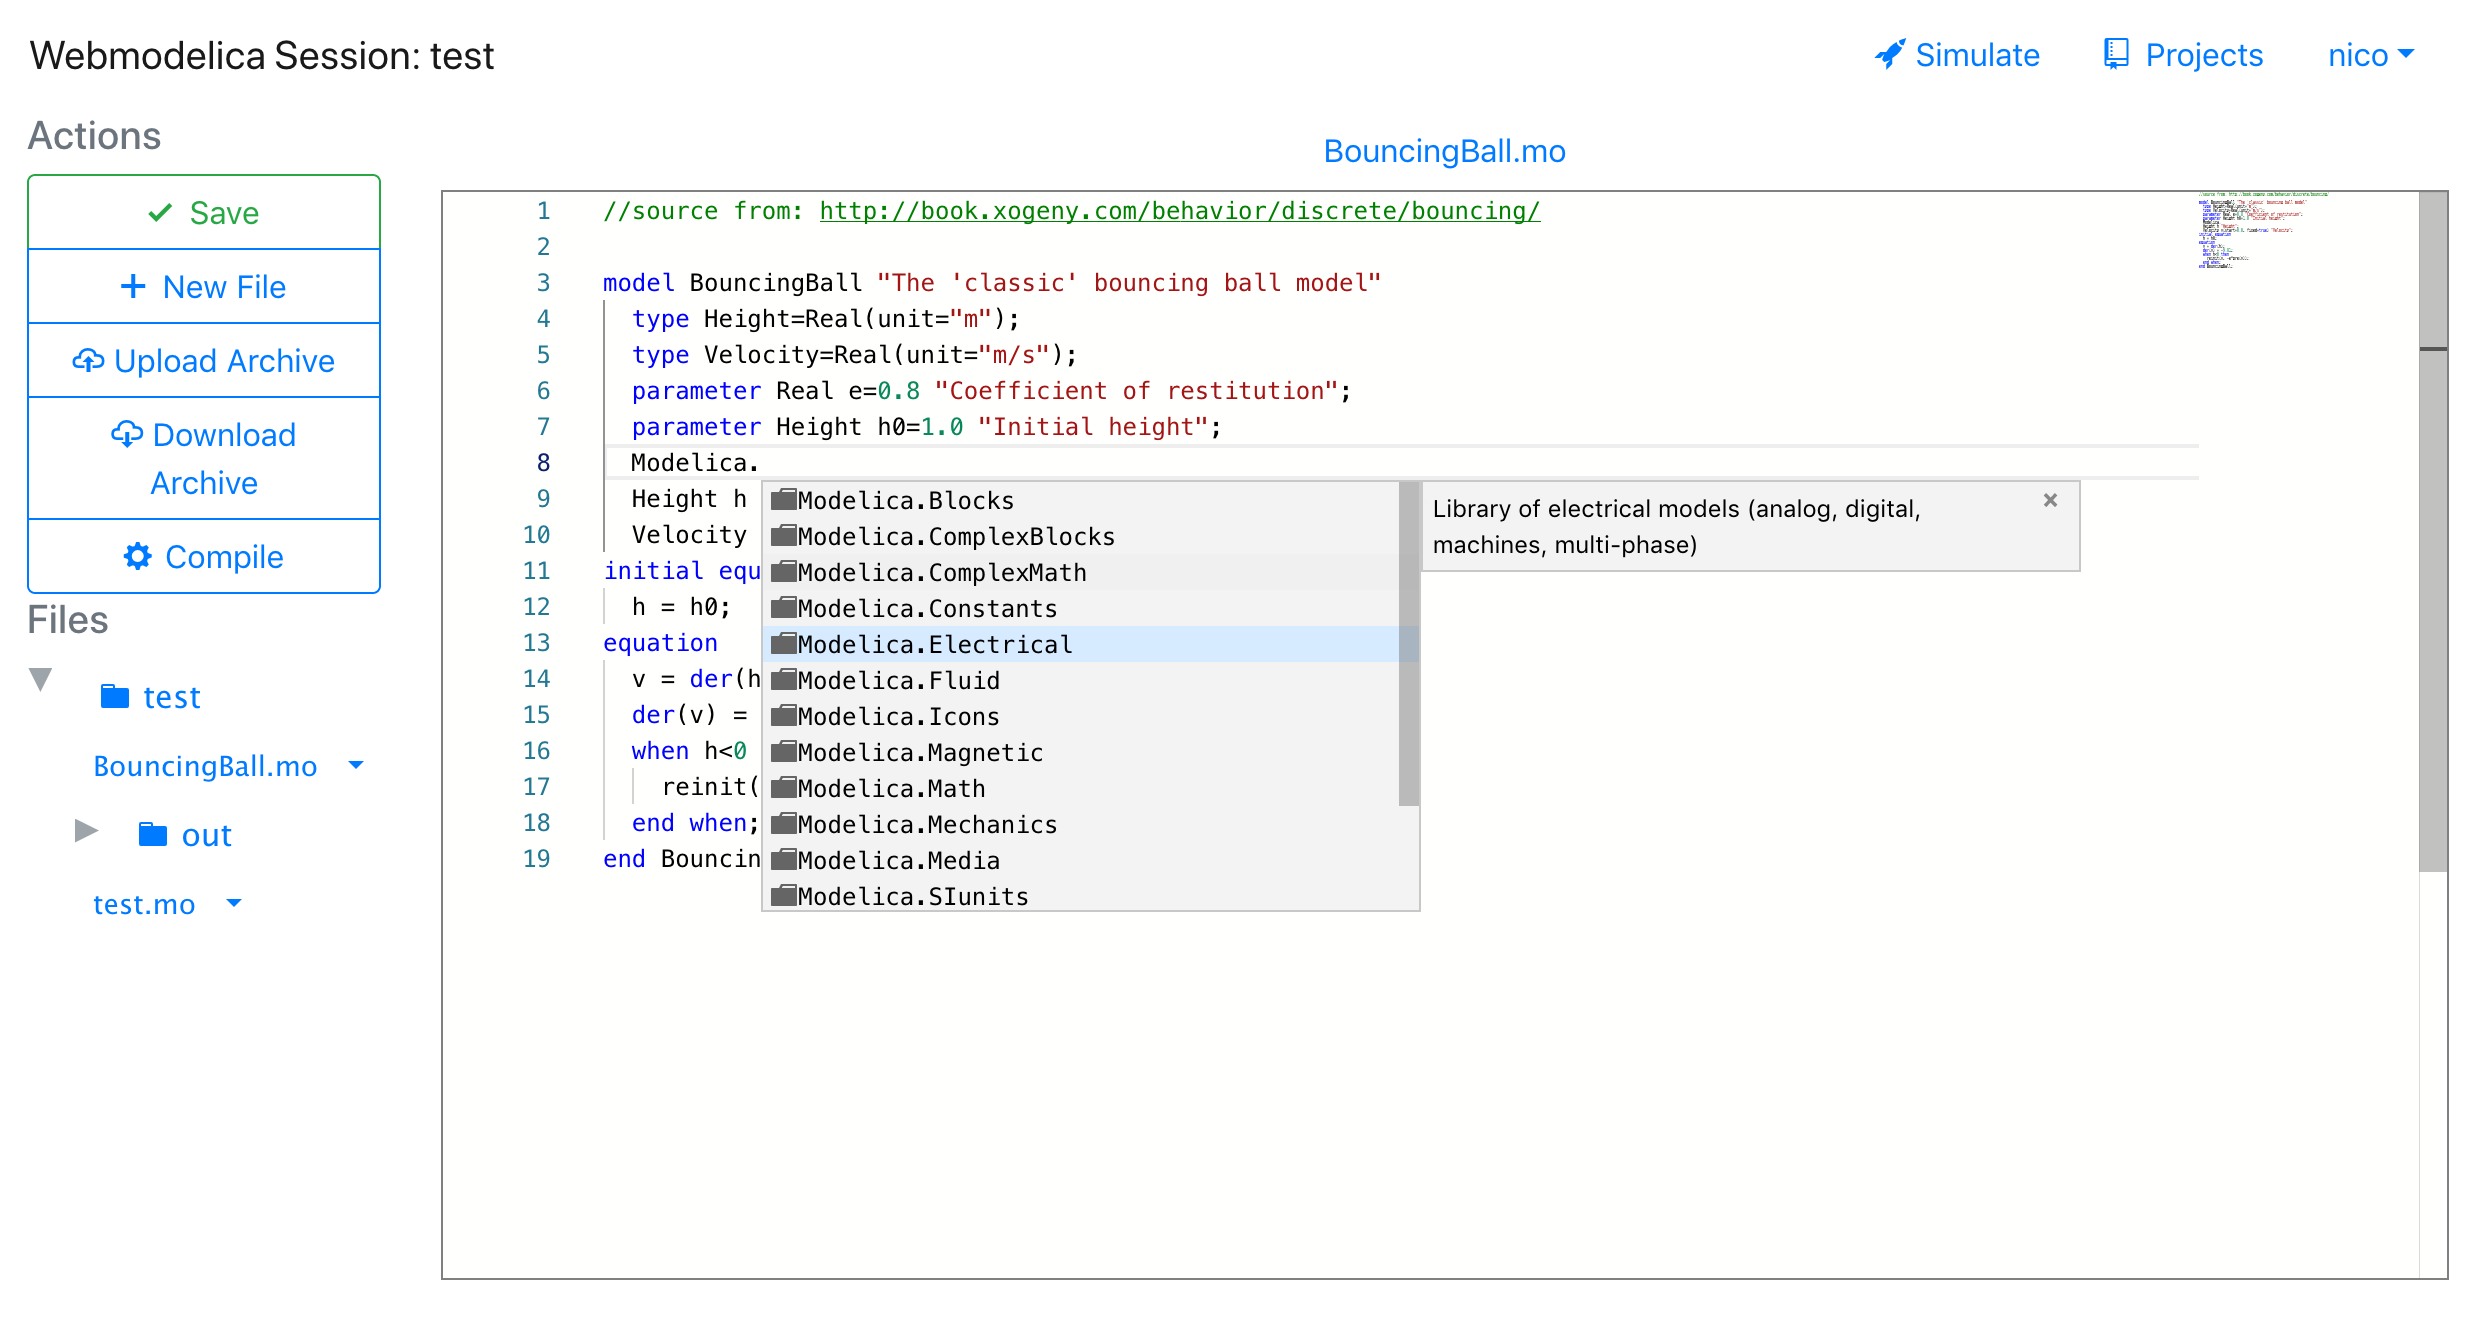 Webmodelica Session: test
Simulate
Projects
nico
Actions
Save
New File
Upload Archive
Download
Archive
Compile
Files
test
BouncingBall.mo
out
test.mo
BouncingBall.mo
1 //source from: http://book.xogeny.com/behavior/discrete/bouncing/
2
3 model BouncingBall "The 'classic' bouncing ball model"
4 type Height=Real(unit="m");
5 type Velocity=Real(unit="m/s");
6 parameter Real e=0.8 "Coefficient of restitution";
7 parameter Height h0=1.0 "Initial height";
8 Modelica.
9 Height h
10 Velocity
11 initial equ
12 h = h0;
13 equation
14 v = der(h
15 der(v) =
16 when h<0
17 reinit(
18 end when;
19 end Bouncin
Modelica.Blocks
Modelica.ComplexBlocks
Modelica.ComplexMath
Modelica.Constants
Modelica.Electrical
Modelica.Fluid
Modelica.Icons
Modelica.Magnetic
Modelica.Math
Modelica.Mechanics
Modelica.Media
Modelica.SIunits
Library of electrical models (analog, digital,
machines, multi-phase)